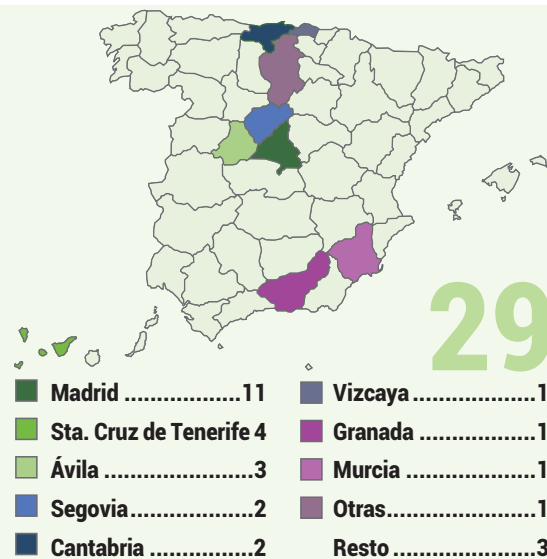 29
Madrid ..................11
Sta. Cruz de Tenerife 4
Ávila .......................3
Segovia...................2
Cantabria ................2
Vizcaya...................1
Granada ..................1
Murcia .....................1
Otras.......................1
Resto ......................3